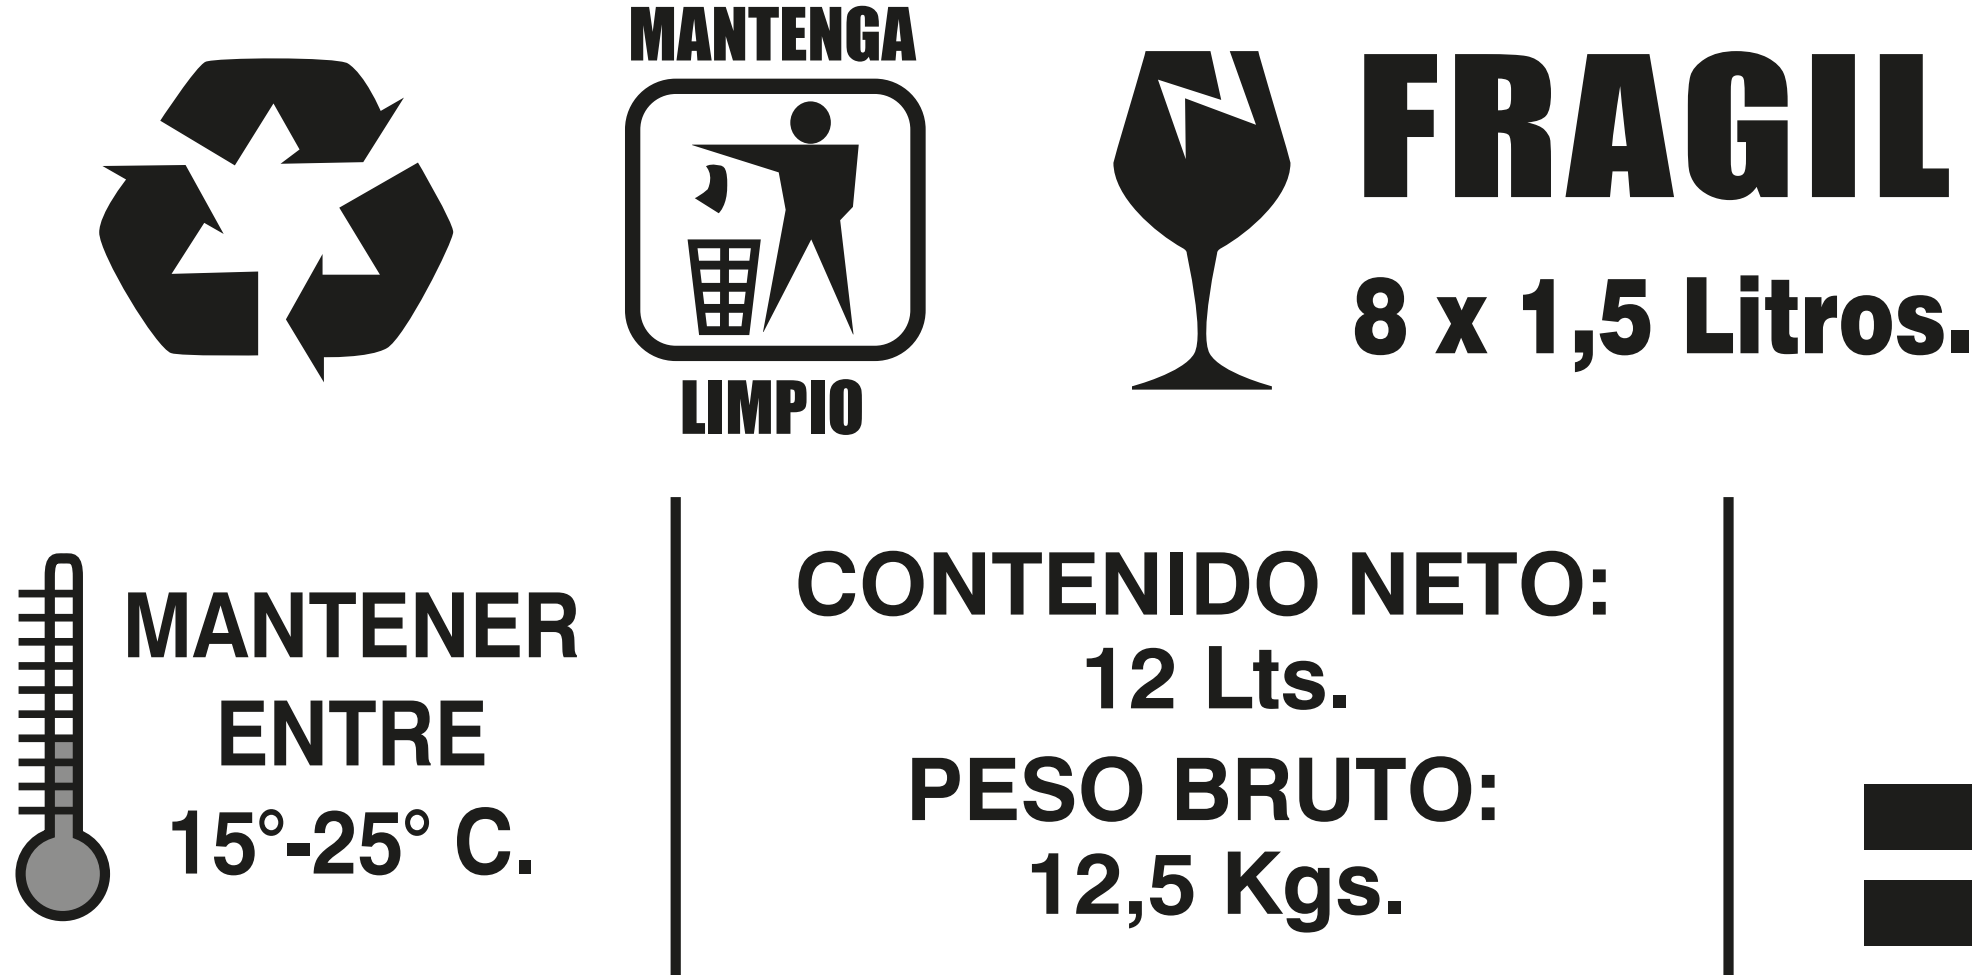 MANTENGA
LIMPIO
FRAGIL
8 x 1,5 Litros.
MANTENER
ENTRE
15°-25° C.
CONTENIDO NETO:
12 Lts.
PESO BRUTO:
12,5 Kgs.